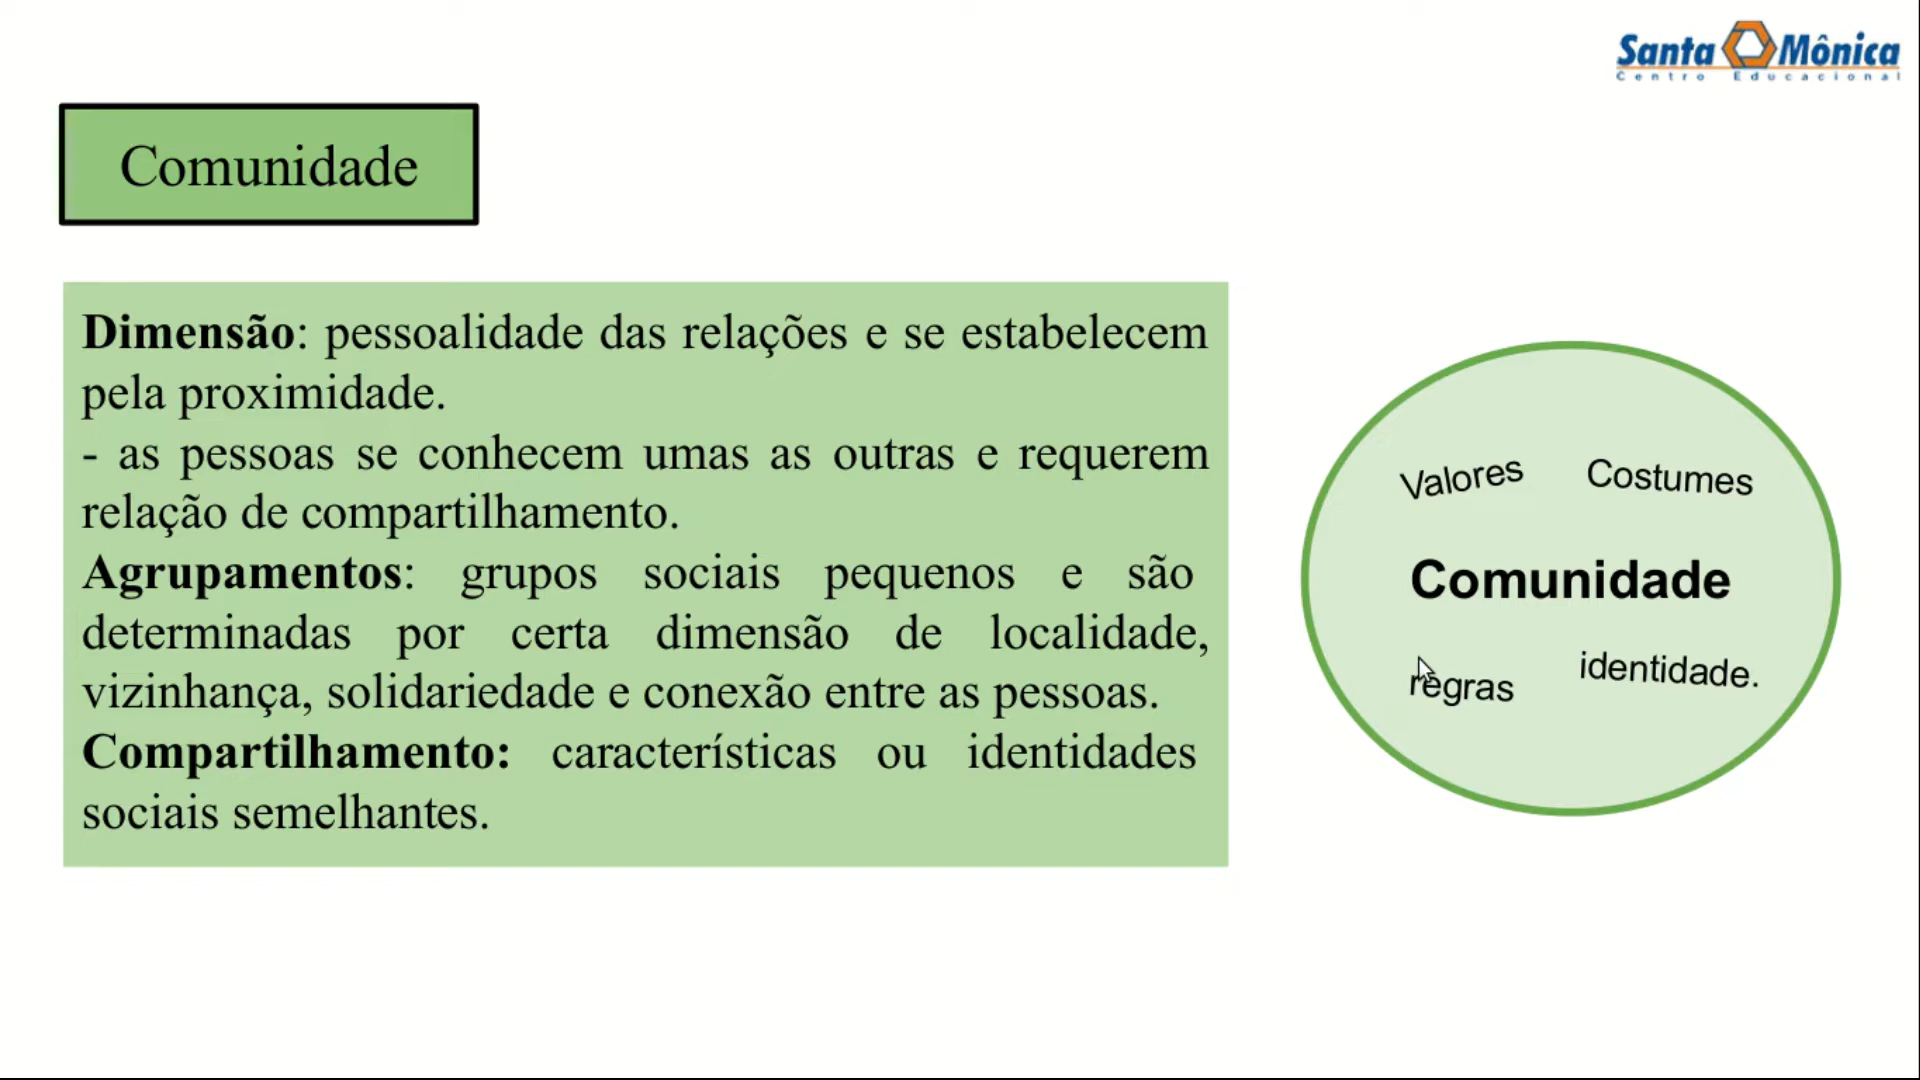 Santa Mônica
Centro Educacional
Comunidade
Dimensão: pessoalidade das relações e se estabelecem
pela proximidade.
- as pessoas se conhecem umas as outras e requerem
relação de compartilhamento.
Agrupamentos: grupos sociais pequenos e são
determinadas por certa dimensão de localidade,
vizinhança, solidariedade e conexão entre as pessoas.
Compartilhamento: características ou identidades
sociais semelhantes.
Valores Costumes
Comunidade
regras identidade.